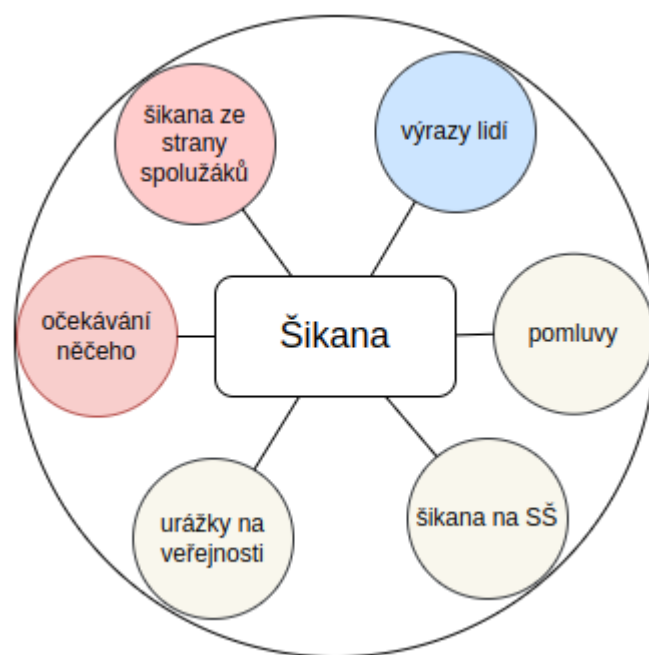 šikana ze
strany
spolužáků
výrazy lidí
očekávání
něčeho
Šikana
pomluvy
urážky na
veřejnosti
šikana na SŠ